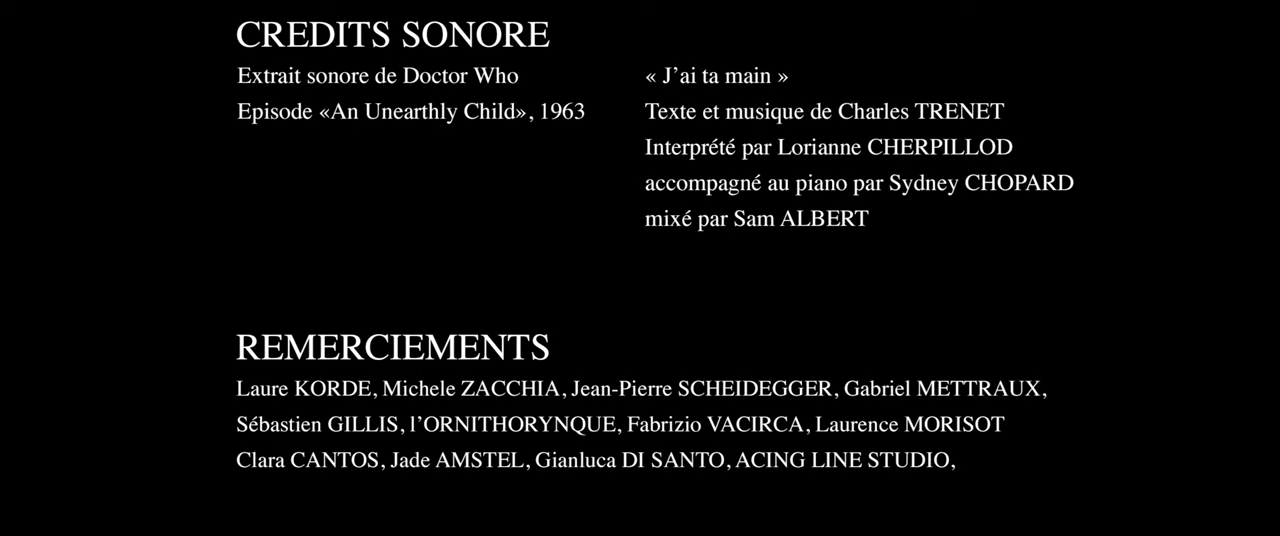 CREDITS SONORE
Extrait sonore de Doctor Who
Episode «An Unearthly Child», 1963
« J’ai ta main »
Texte et musique de Charles TRENET
Interprété par Lorianne CHERPILLOD
accompagné au piano par Sydney CHOPARD
mixé par Sam ALBERT
REMERCIEMENTS
Laure KORDE, Michele ZACCHIA, Jean-Pierre SCHEIDEGGER, Gabriel METTRAUX,
Sébastien GILLIS, l’ORNITHORYNQUE, Fabrizio VACIRCA, Laurence MORISOT
Clara CANTOS, Jade AMSTEL, Gianluca DI SANTO, ACING LINE STUDIO,